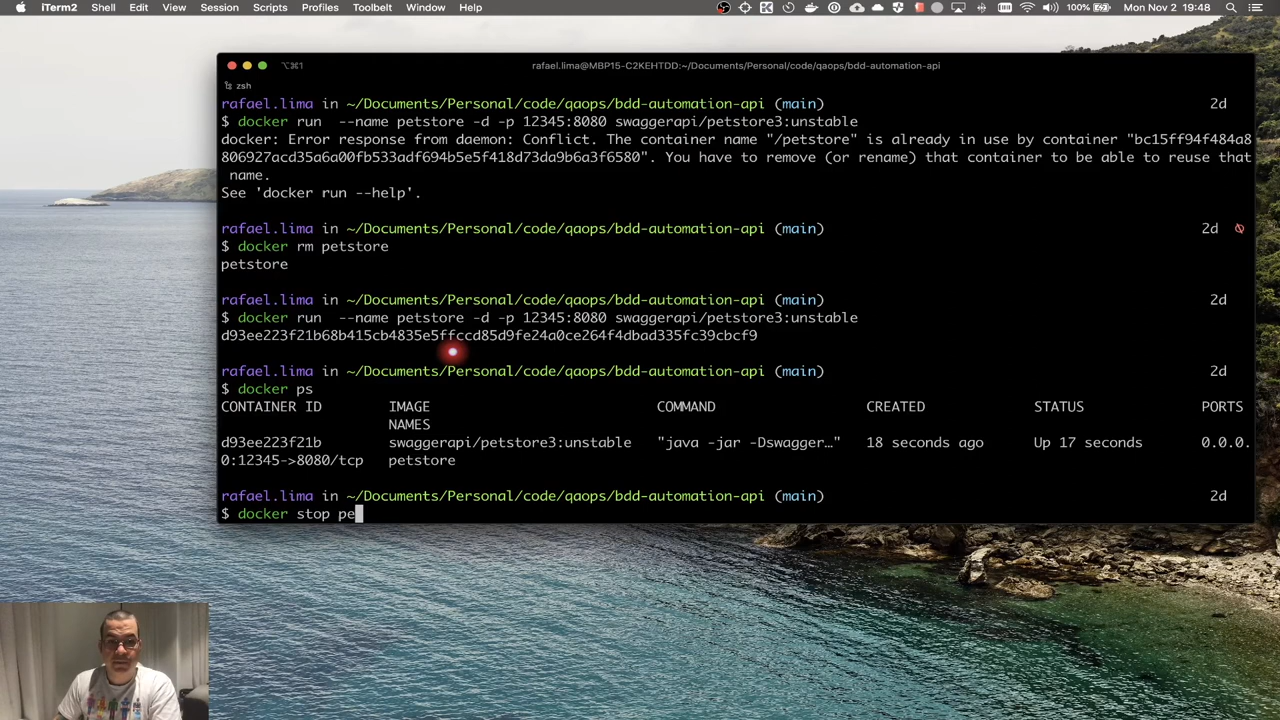 iTerm2 Shell Edit View Session Scripts Profiles Toolbelt Window Help 100% Mon Nov 2 19:48
⌥⌘1 rafael.lima@MBP15-C2KEHTDD:~/Documents/Personal/code/qaops/bdd-automation-api
zsh
rafael.lima in ~/Documents/Personal/code/qaops/bdd-automation-api (main) 2d
$ docker run  --name petstore -d -p 12345:8080 swaggerapi/petstore3:unstable
docker: Error response from daemon: Conflict. The container name "/petstore" is already in use by container "bc15ff94f484a8
806927acd35a6a00fb533adf694b5e5f418d73da9b6a3f6580". You have to remove (or rename) that container to be able to reuse that
name.
See 'docker run --help'.
rafael.lima in ~/Documents/Personal/code/qaops/bdd-automation-api (main) 2d
$ docker rm petstore
petstore
rafael.lima in ~/Documents/Personal/code/qaops/bdd-automation-api (main) 2d
$ docker run  --name petstore -d -p 12345:8080 swaggerapi/petstore3:unstable
d93ee223f21b68b415cb4835e5ffccd85d9fe24a0ce264f4dbad335fc39cbcf9
rafael.lima in ~/Documents/Personal/code/qaops/bdd-automation-api (main) 2d
$ docker ps
CONTAINER ID IMAGE COMMAND CREATED STATUS PORTS
NAMES
d93ee223f21b swaggerapi/petstore3:unstable "java -jar -Dswagger…" 18 seconds ago Up 17 seconds 0.0.0.
0:12345->8080/tcp petstore
rafael.lima in ~/Documents/Personal/code/qaops/bdd-automation-api (main) 2d
$ docker stop pe